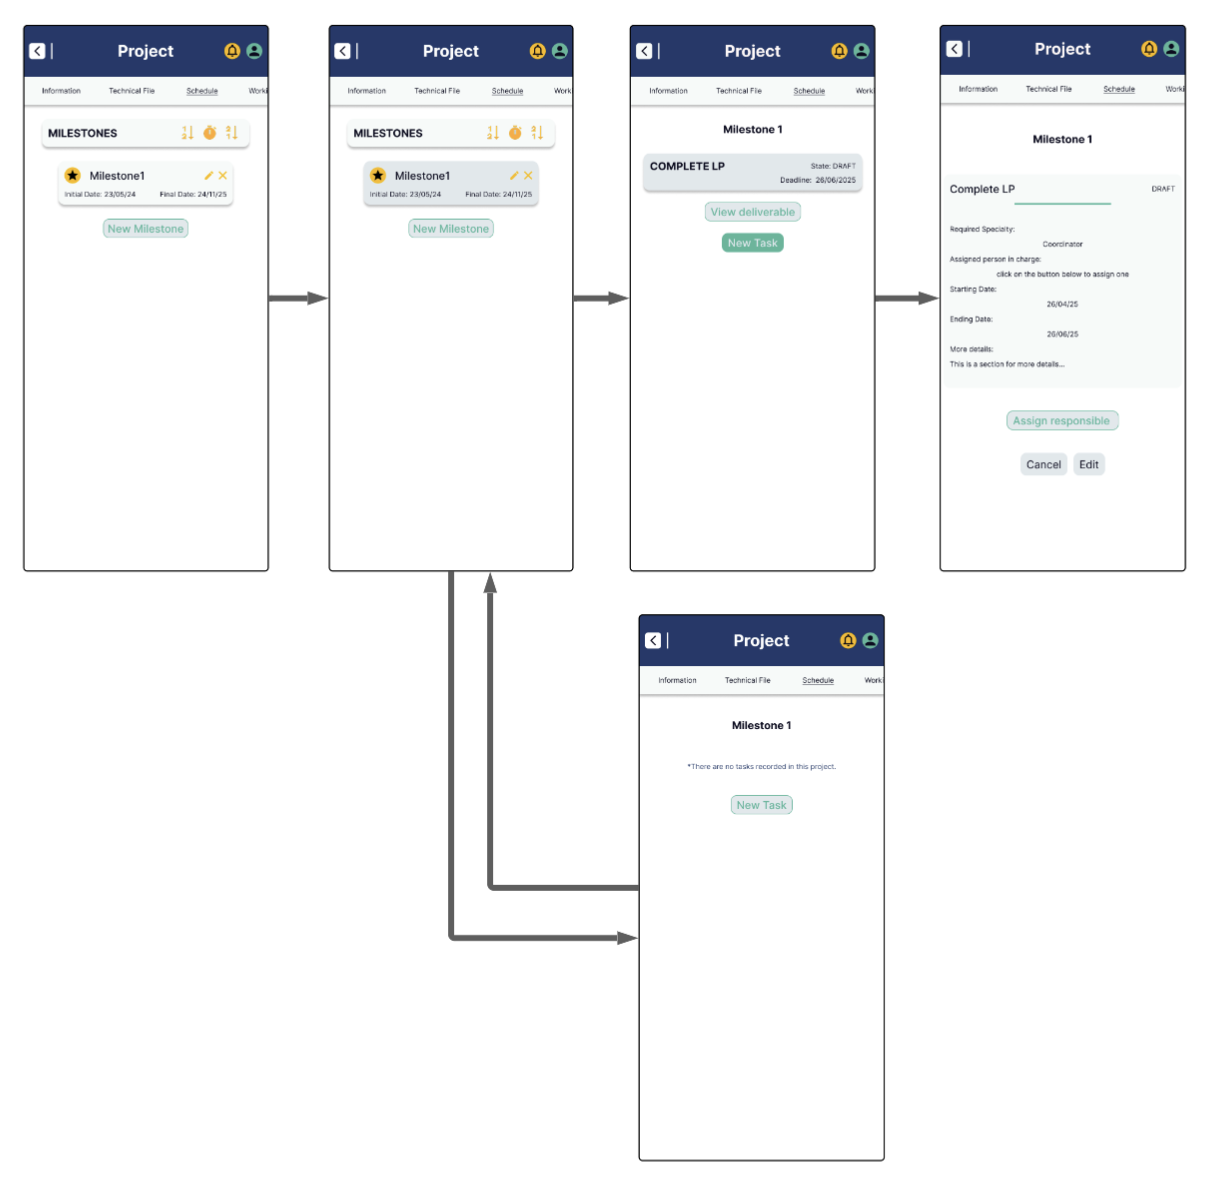 Project
Information Technical File Schedule Worki
MILESTONES
Milestone1
Initial Date: 23/05/24 Final Date: 24/11/25
New Milestone
Project
Information Technical File Schedule Work
MILESTONES
Milestone1
Initial Date: 23/05/24 Final Date: 24/11/25
New Milestone
Project
Information Technical File Schedule Work
Milestone 1
COMPLETE LP State: DRAFT
Deadline: 26/06/2025
View deliverable
New Task
Project
Information Technical File Schedule Worki
Milestone 1
Complete LP DRAFT
Required Specialty:
Coordinator
Assigned person in charge:
click on the button below to assign one
Starting Date:
26/04/25
Ending Date:
26/06/25
More details:
This is a section for more details...
Assign responsible
Cancel Edit
Project
Information Technical File Schedule Worki
Milestone 1
*There are no tasks recorded in this project.
New Task